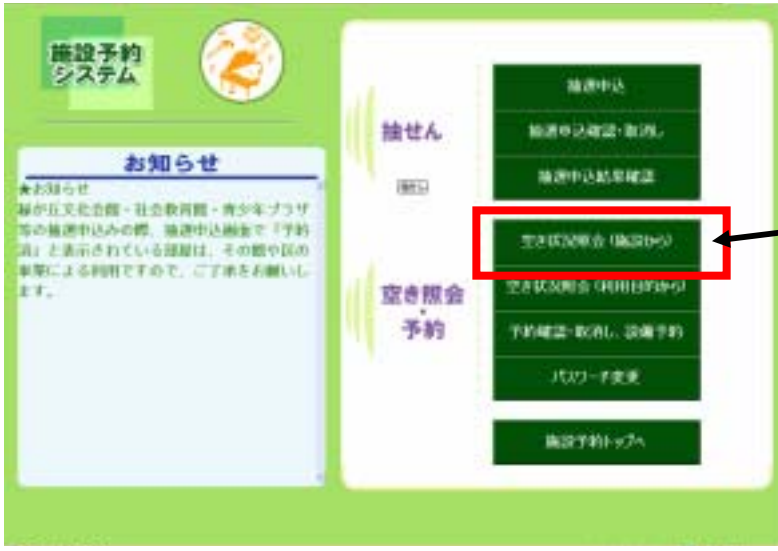 施設予約
システム
お知らせ
★お知らせ
緑が丘文化会館・社会教育館・青少年プラザ
等の抽選申込みの際、抽選申込画面で「予約
済」と表示されている部屋は、その館や区の
事業による利用ですので、ご了承をお願いし
ます。
抽せん
抽選申込
抽選申込確認・取消し
抽選申込結果確認
空き照会
・
予約
空き状況照会（施設から）
空き状況照会（利用目的から）
予約確認・取消し、設備予約
パスワード変更
施設予約トップへ